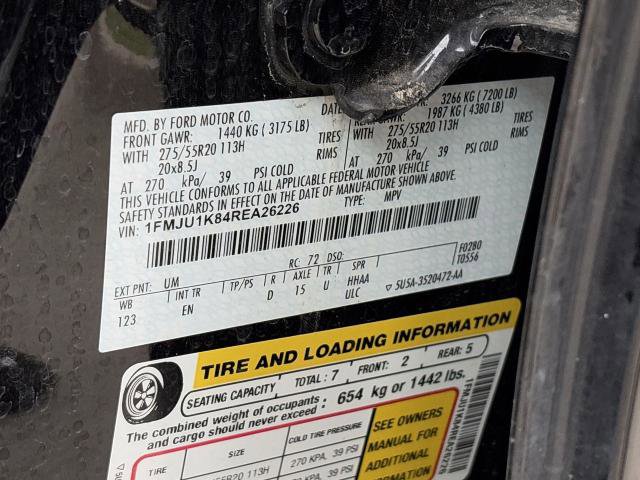 MFD. BY FORD MOTOR CO. DATE
FRONT GAWR: 1440 KG ( 3175 LB) 3266 KG ( 7200 LB)
WITH 275/55R20 113H TIRES 1987 KG ( 4380 LB)
20x8.5J RIMS WITH 275/55R20 113H TIRES
AT 270 kPa/ 39 PSI COLD 20x8.5J RIMS
AT 270 kPa/ 39 PSI COLD
THIS VEHICLE CONFORMS TO ALL APPLICABLE FEDERAL MOTOR VEHICLE
SAFETY STANDARDS IN EFFECT ON THE DATE OF MANUFACTURE SHOWN ABOVE.
VIN: 1FMJU1K84REA26226 TYPE: MPV
EXT PNT: UM RC: 72 DSO: F0280
WB INT TR TP/PS R AXLE TR SPR T0556
123 EN D 15 U HHAA
ULC 5U5A-3520472-AA
TIRE AND LOADING INFORMATION
SEATING CAPACITY TOTAL: 7 FRONT: 2 REAR: 5
The combined weight of occupants : 654 kg or 1442 lbs.
and cargo should never exceed
TIRE SIZE COLD TIRE PRESSURE SEE OWNERS
MANUAL FOR
ADDITIONAL
55R20 113H 270 KPA, 39 PSI